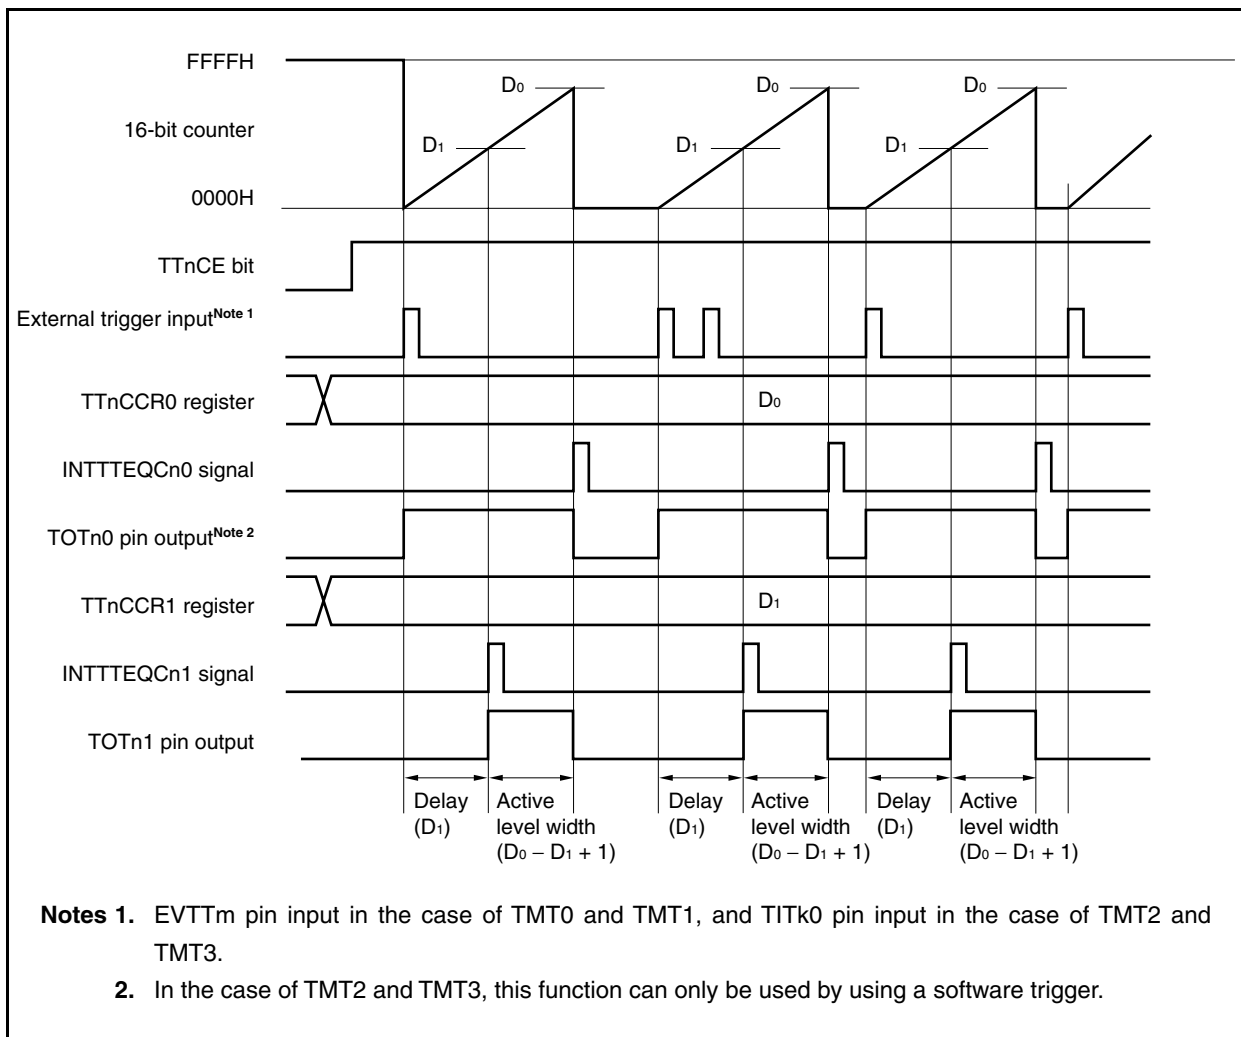 FFFFH
D0 D0 D0
16-bit counter
D1 D1 D1
0000H
TTnCE bit
External trigger inputNote 1
TTnCCR0 register D0
INTTTEQCn0 signal
TOTn0 pin outputNote 2
TTnCCR1 register D1
INTTTEQCn1 signal
TOTn1 pin output
Delay Active Delay Active Delay Active
(D1) level width (D1) level width (D1) level width
(D0 – D1 + 1) (D0 – D1 + 1) (D0 – D1 + 1)
Notes 1. EVTTm pin input in the case of TMT0 and TMT1, and TITk0 pin input in the case of TMT2 and
TMT3.
2. In the case of TMT2 and TMT3, this function can only be used by using a software trigger.